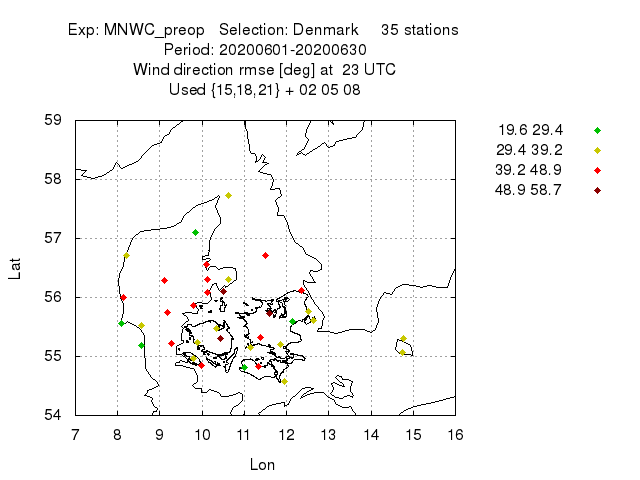 Exp: MNWC_preop   Selection: Denmark     35 stations
Period: 20200601-20200630
Wind direction rmse [deg] at  23 UTC
Used {15,18,21} + 02 05 08
59
58
57
56
55
54
Lat
7 8 9 10 11 12 13 14 15 16
Lon
19.6 29.4
29.4 39.2
39.2 48.9
48.9 58.7